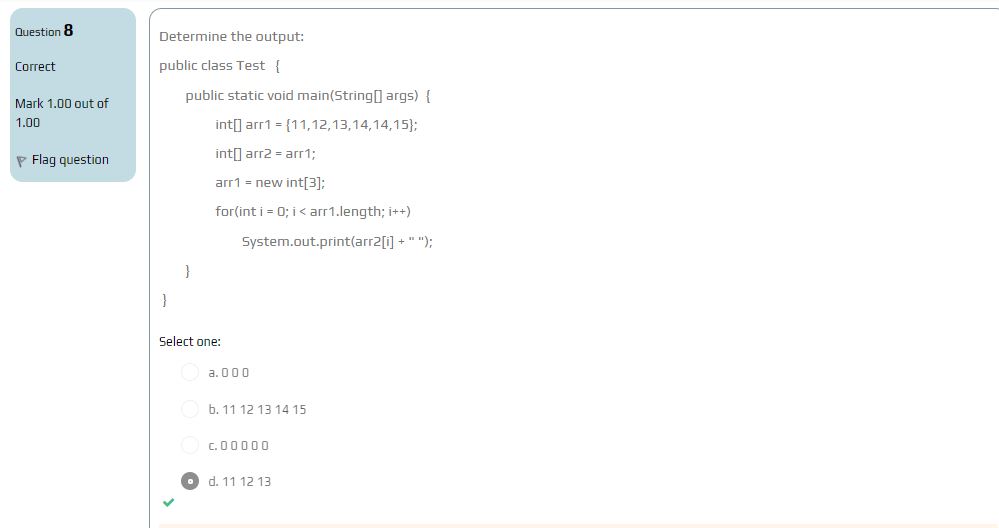 Question 8
Correct
Mark 1.00 out of
1.00
Flag question
Determine the output:
public class Test {
public static void main(String[] args) {
int[] arr1 = {11,12,13,14,14,15};
int[] arr2 = arr1;
arr1 = new int[3];
for(int i = 0; i < arr1.length; i++)
System.out.print(arr2[i] + " ");
}
}
Select one:
a. 0 0 0
b. 11 12 13 14 15
c. 0 0 0 0 0
d. 11 12 13